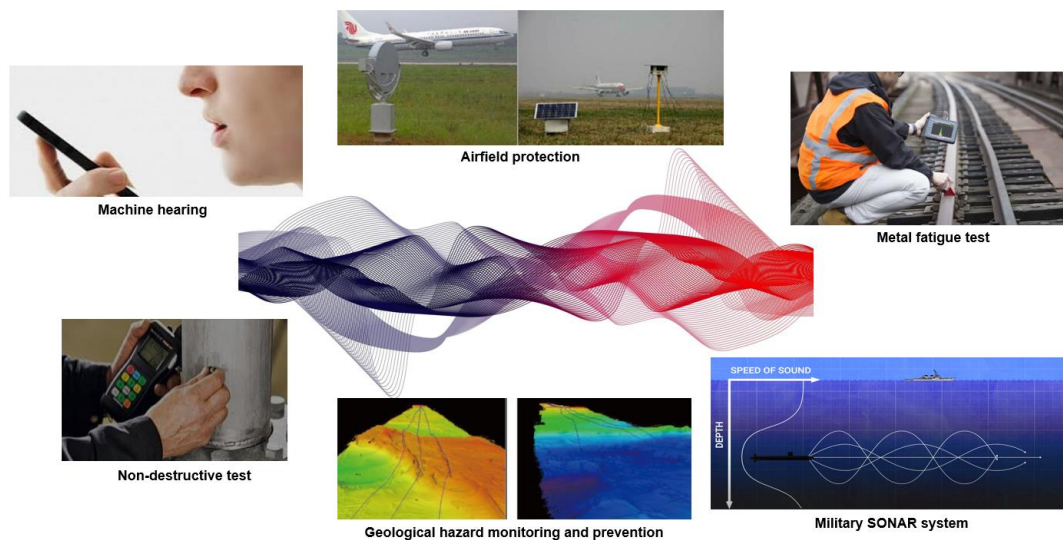 Airfield protection
Machine hearing
Metal fatigue test
Non-destructive test
SPEED OF SOUND
DEPTH
Geological hazard monitoring and prevention
Military SONAR system